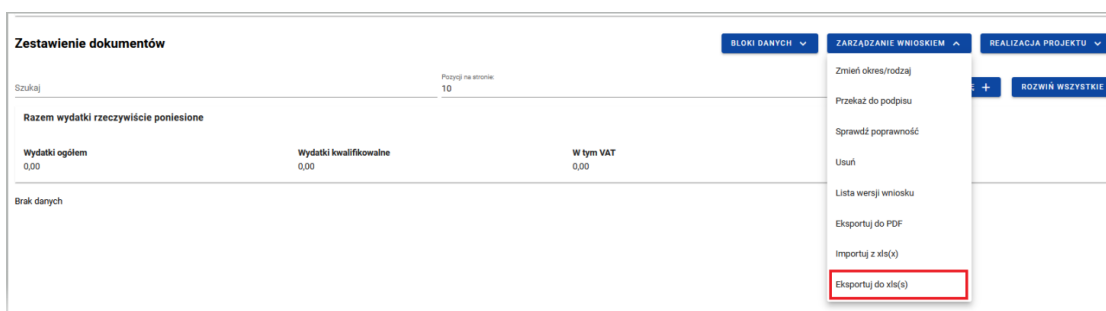 Zestawienie dokumentów
BLOKI DANYCH
ZARZĄDZANIE WNIOSKIEM
REALIZACJA PROJEKTU
Szukaj
Pozycji na stronie:
10
ROZWIŃ WSZYSTKIE
Razem wydatki rzeczywiście poniesione
Wydatki ogółem
0,00
Wydatki kwalifikowalne
0,00
W tym VAT
0,00
Brak danych
Zmień okres/rodzaj
Przekaż do podpisu
Sprawdź poprawność
Usuń
Lista wersji wniosku
Eksportuj do PDF
Importuj z xls(x)
Eksportuj do xls(s)